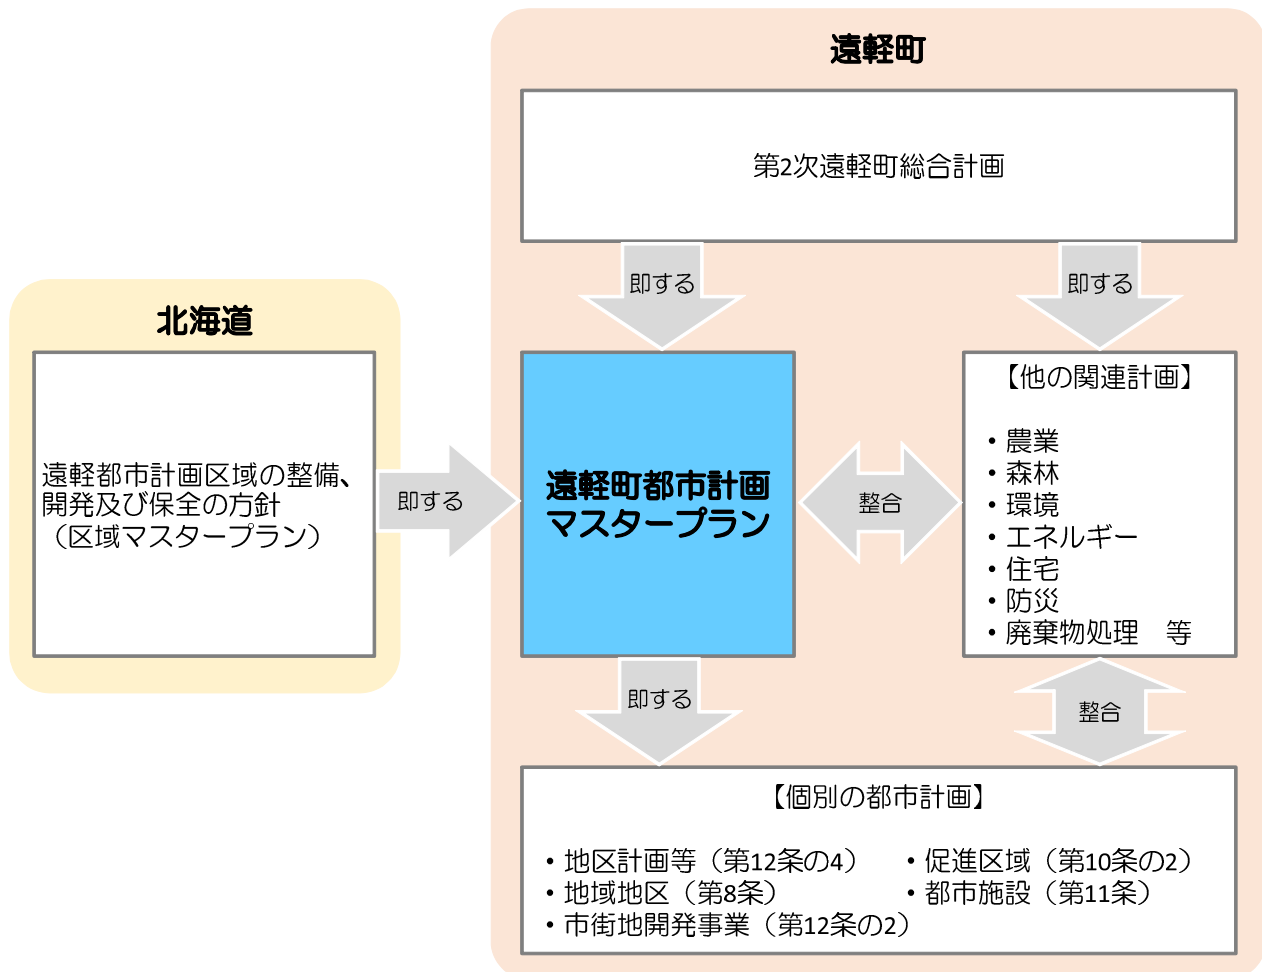 遠軽町
第2次遠軽町総合計画
即する
即する
北海道
遠軽都市計画区域の整備、
開発及び保全の方針
（区域マスタープラン）
即する
遠軽町都市計画
マスタープラン
整合
【他の関連計画】
・農業
・森林
・環境
・エネルギー
・住宅
・防災
・廃棄物処理　等
即する
整合
【個別の都市計画】
・地区計画等（第12条の4）
・促進区域（第10条の2）
・地域地区（第8条）
・都市施設（第11条）
・市街地開発事業（第12条の2）